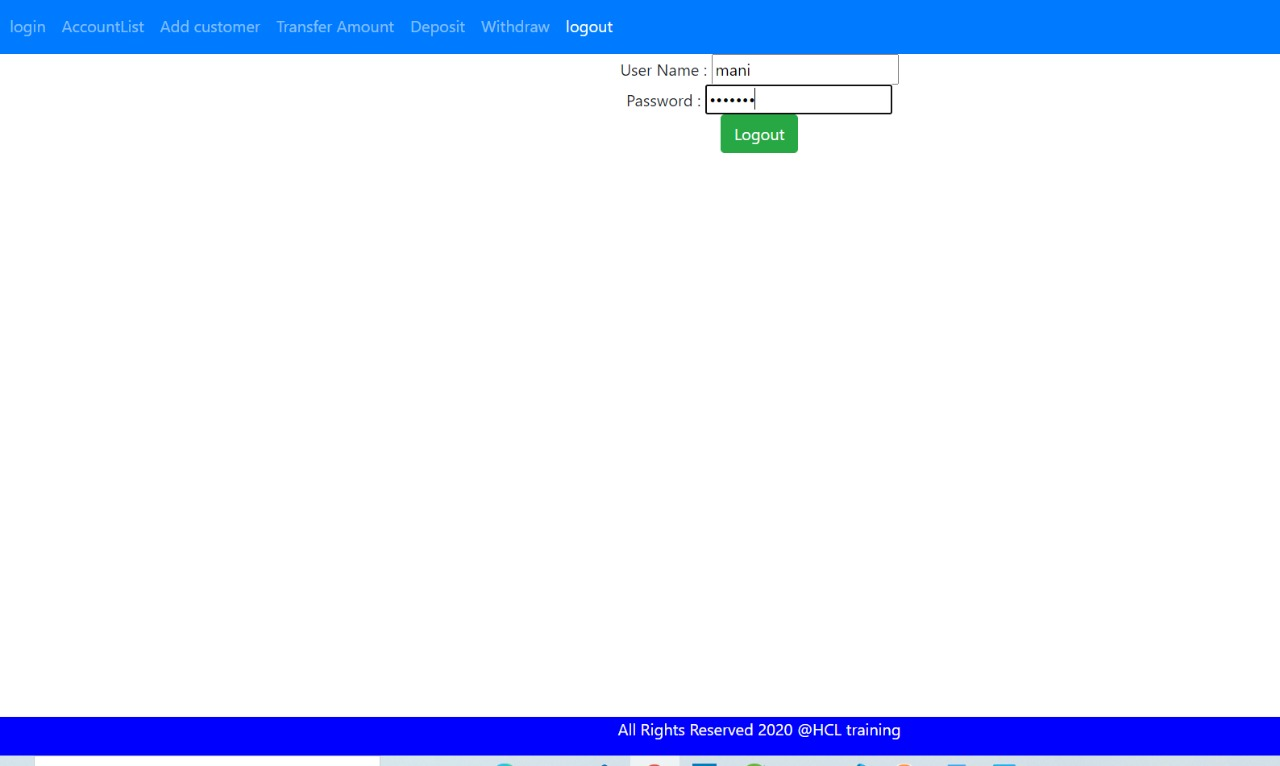 login AccountList Add customer Transfer Amount Deposit Withdraw logout
User Name : mani
Password : •••••••
Logout
All Rights Reserved 2020 @HCL training